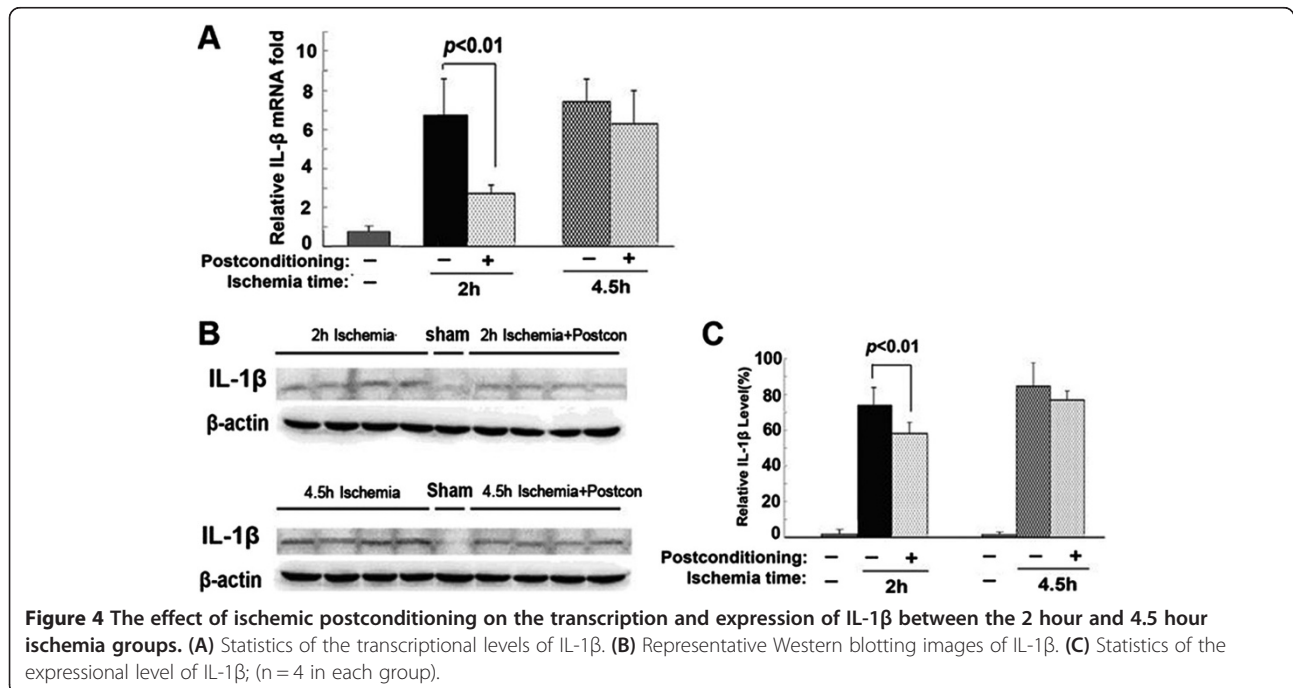 A
Relative IL-β mRNA fold
10
8
6
4
2
0
p<0.01
Postconditioning: – – + – +
Ischemia time: – 2h 4.5h
B
2h Ischemia sham 2h Ischemia+Postcon
IL-1β
β-actin
4.5h Ischemia Sham 4.5h Ischemia+Postcon
IL-1β
β-actin
C
Relative IL-1β Level(%)
100
80
60
40
20
0
p<0.01
Postconditioning: – – + – – +
Ischemia time: – 2h – 4.5h
Figure 4 The effect of ischemic postconditioning on the transcription and expression of IL-1β between the 2 hour and 4.5 hour
ischemia groups. (A) Statistics of the transcriptional levels of IL-1β. (B) Representative Western blotting images of IL-1β. (C) Statistics of the
expressional level of IL-1β; (n = 4 in each group).